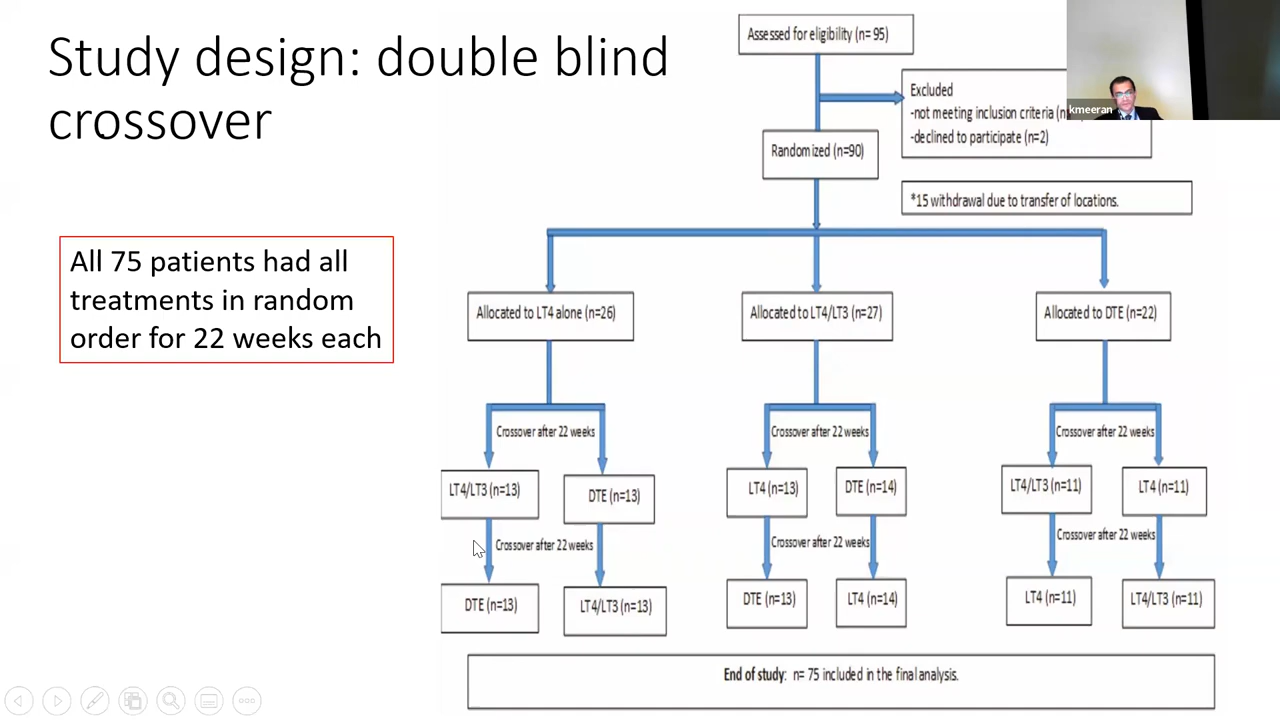 Study design: double blind
crossover
All 75 patients had all
treatments in random
order for 22 weeks each
Assessed for eligibility (n= 95)
Excluded
-not meeting inclusion criteria (n
-declined to participate (n=2)
kmeeran
Randomized (n=90)
*15 withdrawal due to transfer of locations.
Allocated to LT4 alone (n=26)
Allocated to LT4/LT3 (n=27)
Allocated to DTE (n=22)
Crossover after 22 weeks
Crossover after 22 weeks
Crossover after 22 weeks
LT4/LT3 (n=13)
DTE (n=13)
LT4 (n=13)
DTE (n=14)
LT4/LT3 (n=11)
LT4 (n=11)
Crossover after 22 weeks
Crossover after 22 weeks
Crossover after 22 weeks
DTE (n=13)
LT4/LT3 (n=13)
DTE (n=13)
LT4 (n=14)
LT4 (n=11)
LT4/LT3 (n=11)
End of study: n= 75 included in the final analysis.